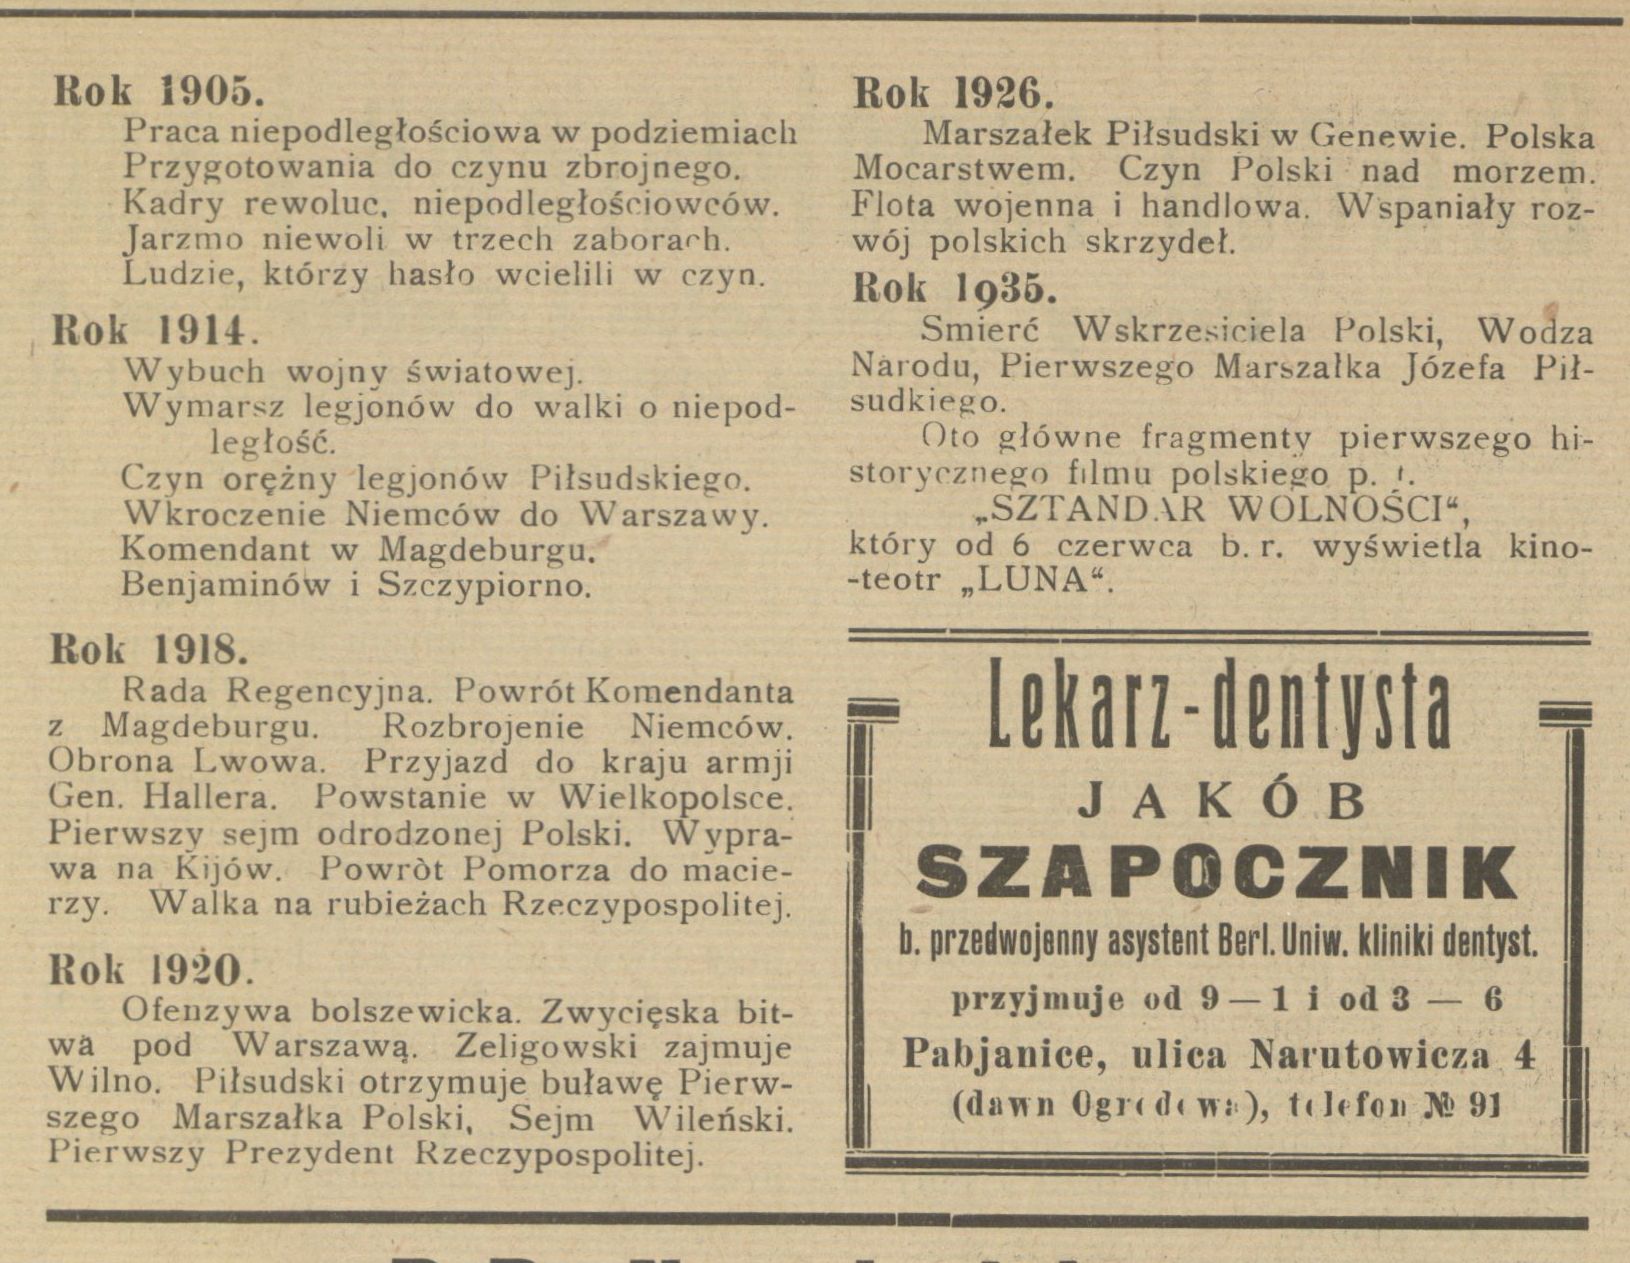 Rok 1905.
Praca niepodległościowa w podziemiach
Przygotowania do czynu zbrojnego.
Kadry rewoluc. niepodległościowców.
Jarzmo niewoli w trzech zaborach.
Ludzie, którzy hasło wcielili w czyn.
Rok 1914.
Wybuch wojny światowej.
Wymarsz legjonów do walki o niepod-
ległość.
Czyn orężny legjonów Piłsudskiego.
Wkroczenie Niemców do Warszawy.
Komendant w Magdeburgu.
Benjaminów i Szczypiorno.
Rok 1918.
Rada Regencyjna. Powrót Komendanta
z Magdeburgu. Rozbrojenie Niemców.
Obrona Lwowa. Przyjazd do kraju armji
Gen. Hallera. Powstanie w Wielkopolsce.
Pierwszy sejm odrodzonej Polski. Wypra-
wa na Kijów. Powròt Pomorza do macie-
rzy. Walka na rubieżach Rzeczypospolitej.
Rok 1920.
Ofenzywa bolszewicka. Zwycięska bit-
wa pod Warszawą. Zeligowski zajmuje
Wilno. Piłsudski otrzymuje buławę Pierw-
szego Marszałka Polski, Sejm Wileński.
Pierwszy Prezydent Rzeczypospolitej.
Rok 1926.
Marszałek Piłsudski w Genewie. Polska
Mocarstwem. Czyn Polski nad morzem.
Flota wojenna i handlowa. Wspaniały roz-
wój polskich skrzydeł.
Rok 1935.
Smierć Wskrzesiciela Polski, Wodza
Narodu, Pierwszego Marszałka Józefa Pił-
sudkiego.
Oto główne fragmenty pierwszego hi-
storycznego filmu polskiego p. t.
„SZTANDAR WOLNOŚCI“,
który od 6 czerwca b. r. wyświetla kino-
-teotr „LUNA“.
Lekarz-dentysta
JAKÓB
SZAPOCZNIK
b. przedwojenny asystent Berl. Uniw. kliniki dentyst.
przyjmuje od 9 — 1 i od 3 — 6
Pabjanice, ulica Narutowicza 4
(dawn Ogrodowa), telefon № 91